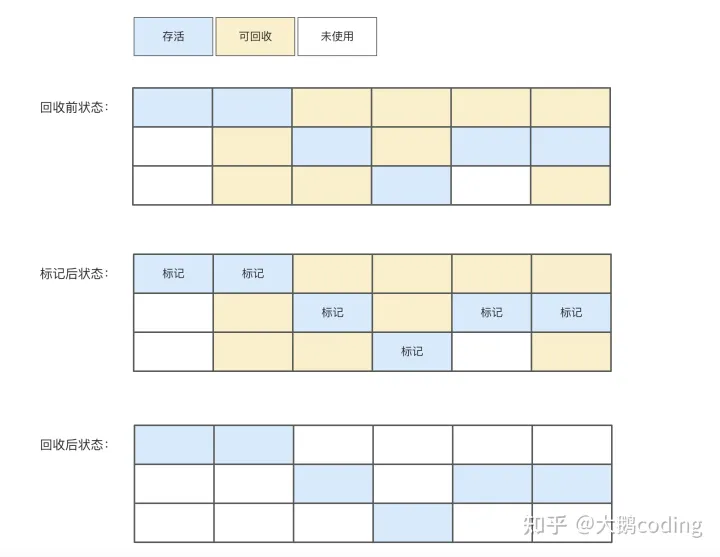 存活 可回收 未使用
回收前状态：
标记后状态： 标记 标记
标记 标记 标记
标记
回收后状态：
知乎 @大鹅coding